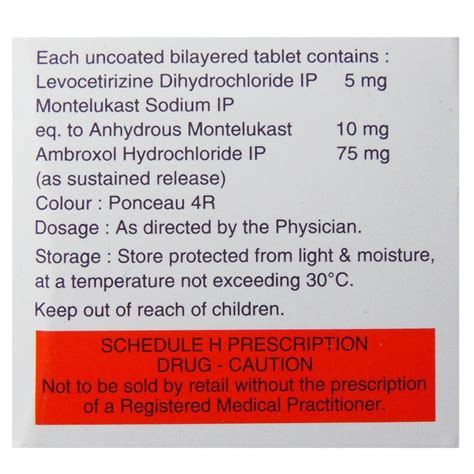 Each uncoated bilayered tablet contains :
Levocetirizine Dihydrochloride IP 5 mg
Montelukast Sodium IP
eq. to Anhydrous Montelukast 10 mg
Ambroxol Hydrochloride IP 75 mg
(as sustained release)
Colour : Ponceau 4R
Dosage : As directed by the Physician.
Storage : Store protected from light & moisture,
at a temperature not exceeding 30°C.
Keep out of reach of children.
SCHEDULE H PRESCRIPTION
DRUG - CAUTION
Not to be sold by retail without the prescription
of a Registered Medical Practitioner.